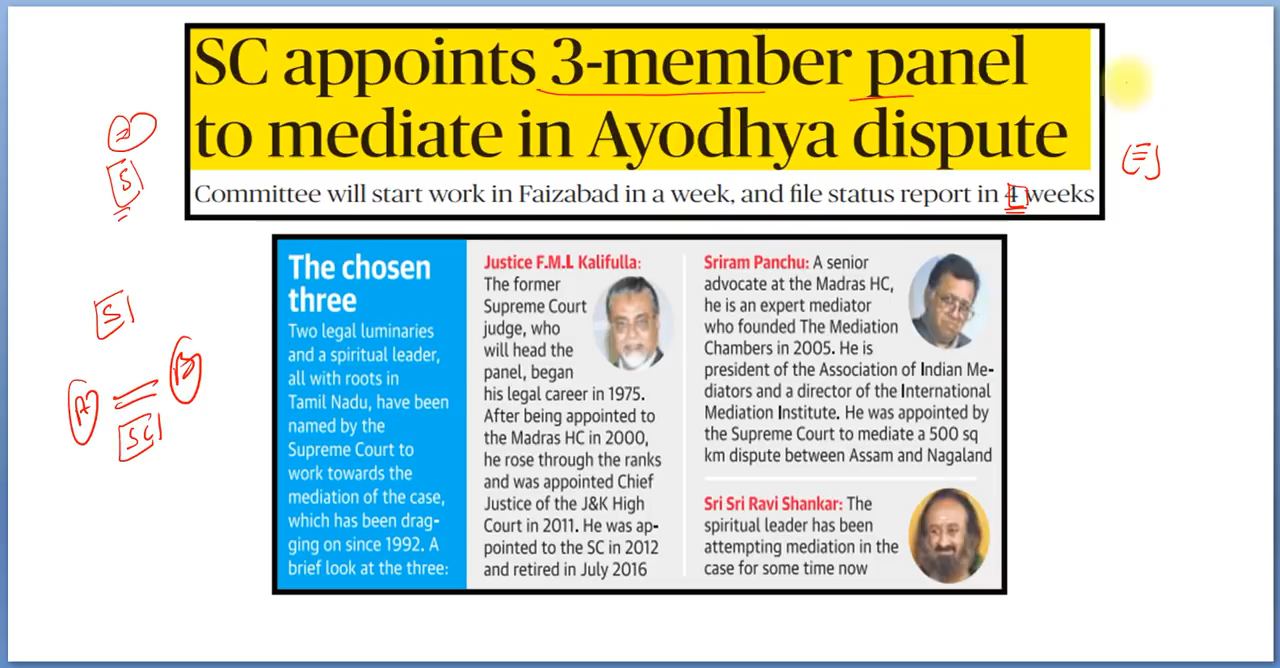 SC appoints 3-member panel
to mediate in Ayodhya dispute
Committee will start work in Faizabad in a week, and file status report in 4 weeks
The chosen
three
Two legal luminaries
and a spiritual leader,
all with roots in
Tamil Nadu, have been
named by the
Supreme Court to
work towards the
mediation of the case,
which has been drag-
ging on since 1992. A
brief look at the three:
Justice F.M.I. Kalifulla:
The former
Supreme Court
judge, who
will head the
panel, began
his legal career in 1975.
After being appointed to
the Madras HC in 2000,
he rose through the ranks
and was appointed Chief
Justice of the J&K High
Court in 2011. He was ap-
pointed to the SC in 2012
and retired in July 2016
Sriram Panchu: A senior
advocate at the Madras HC,
he is an expert mediator
who founded The Mediation
Chambers in 2005. He is
president of the Association of Indian Me-
diators and a director of the International
Mediation Institute. He was appointed by
the Supreme Court to mediate a 500 sq
km dispute between Assam and Nagaland
Sri Sri Ravi Shankar: The
spiritual leader has been
attempting mediation in the
case for some time now
S
S
A
B
SC